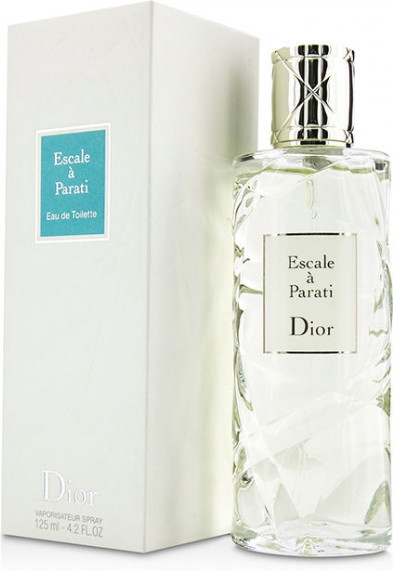 Escale
à
Parati
Eau de Toilette
Dior
VAPORISATEUR SPRAY
125 ml - 4.2 FL.OZ
Escale
à
Parati
Dior